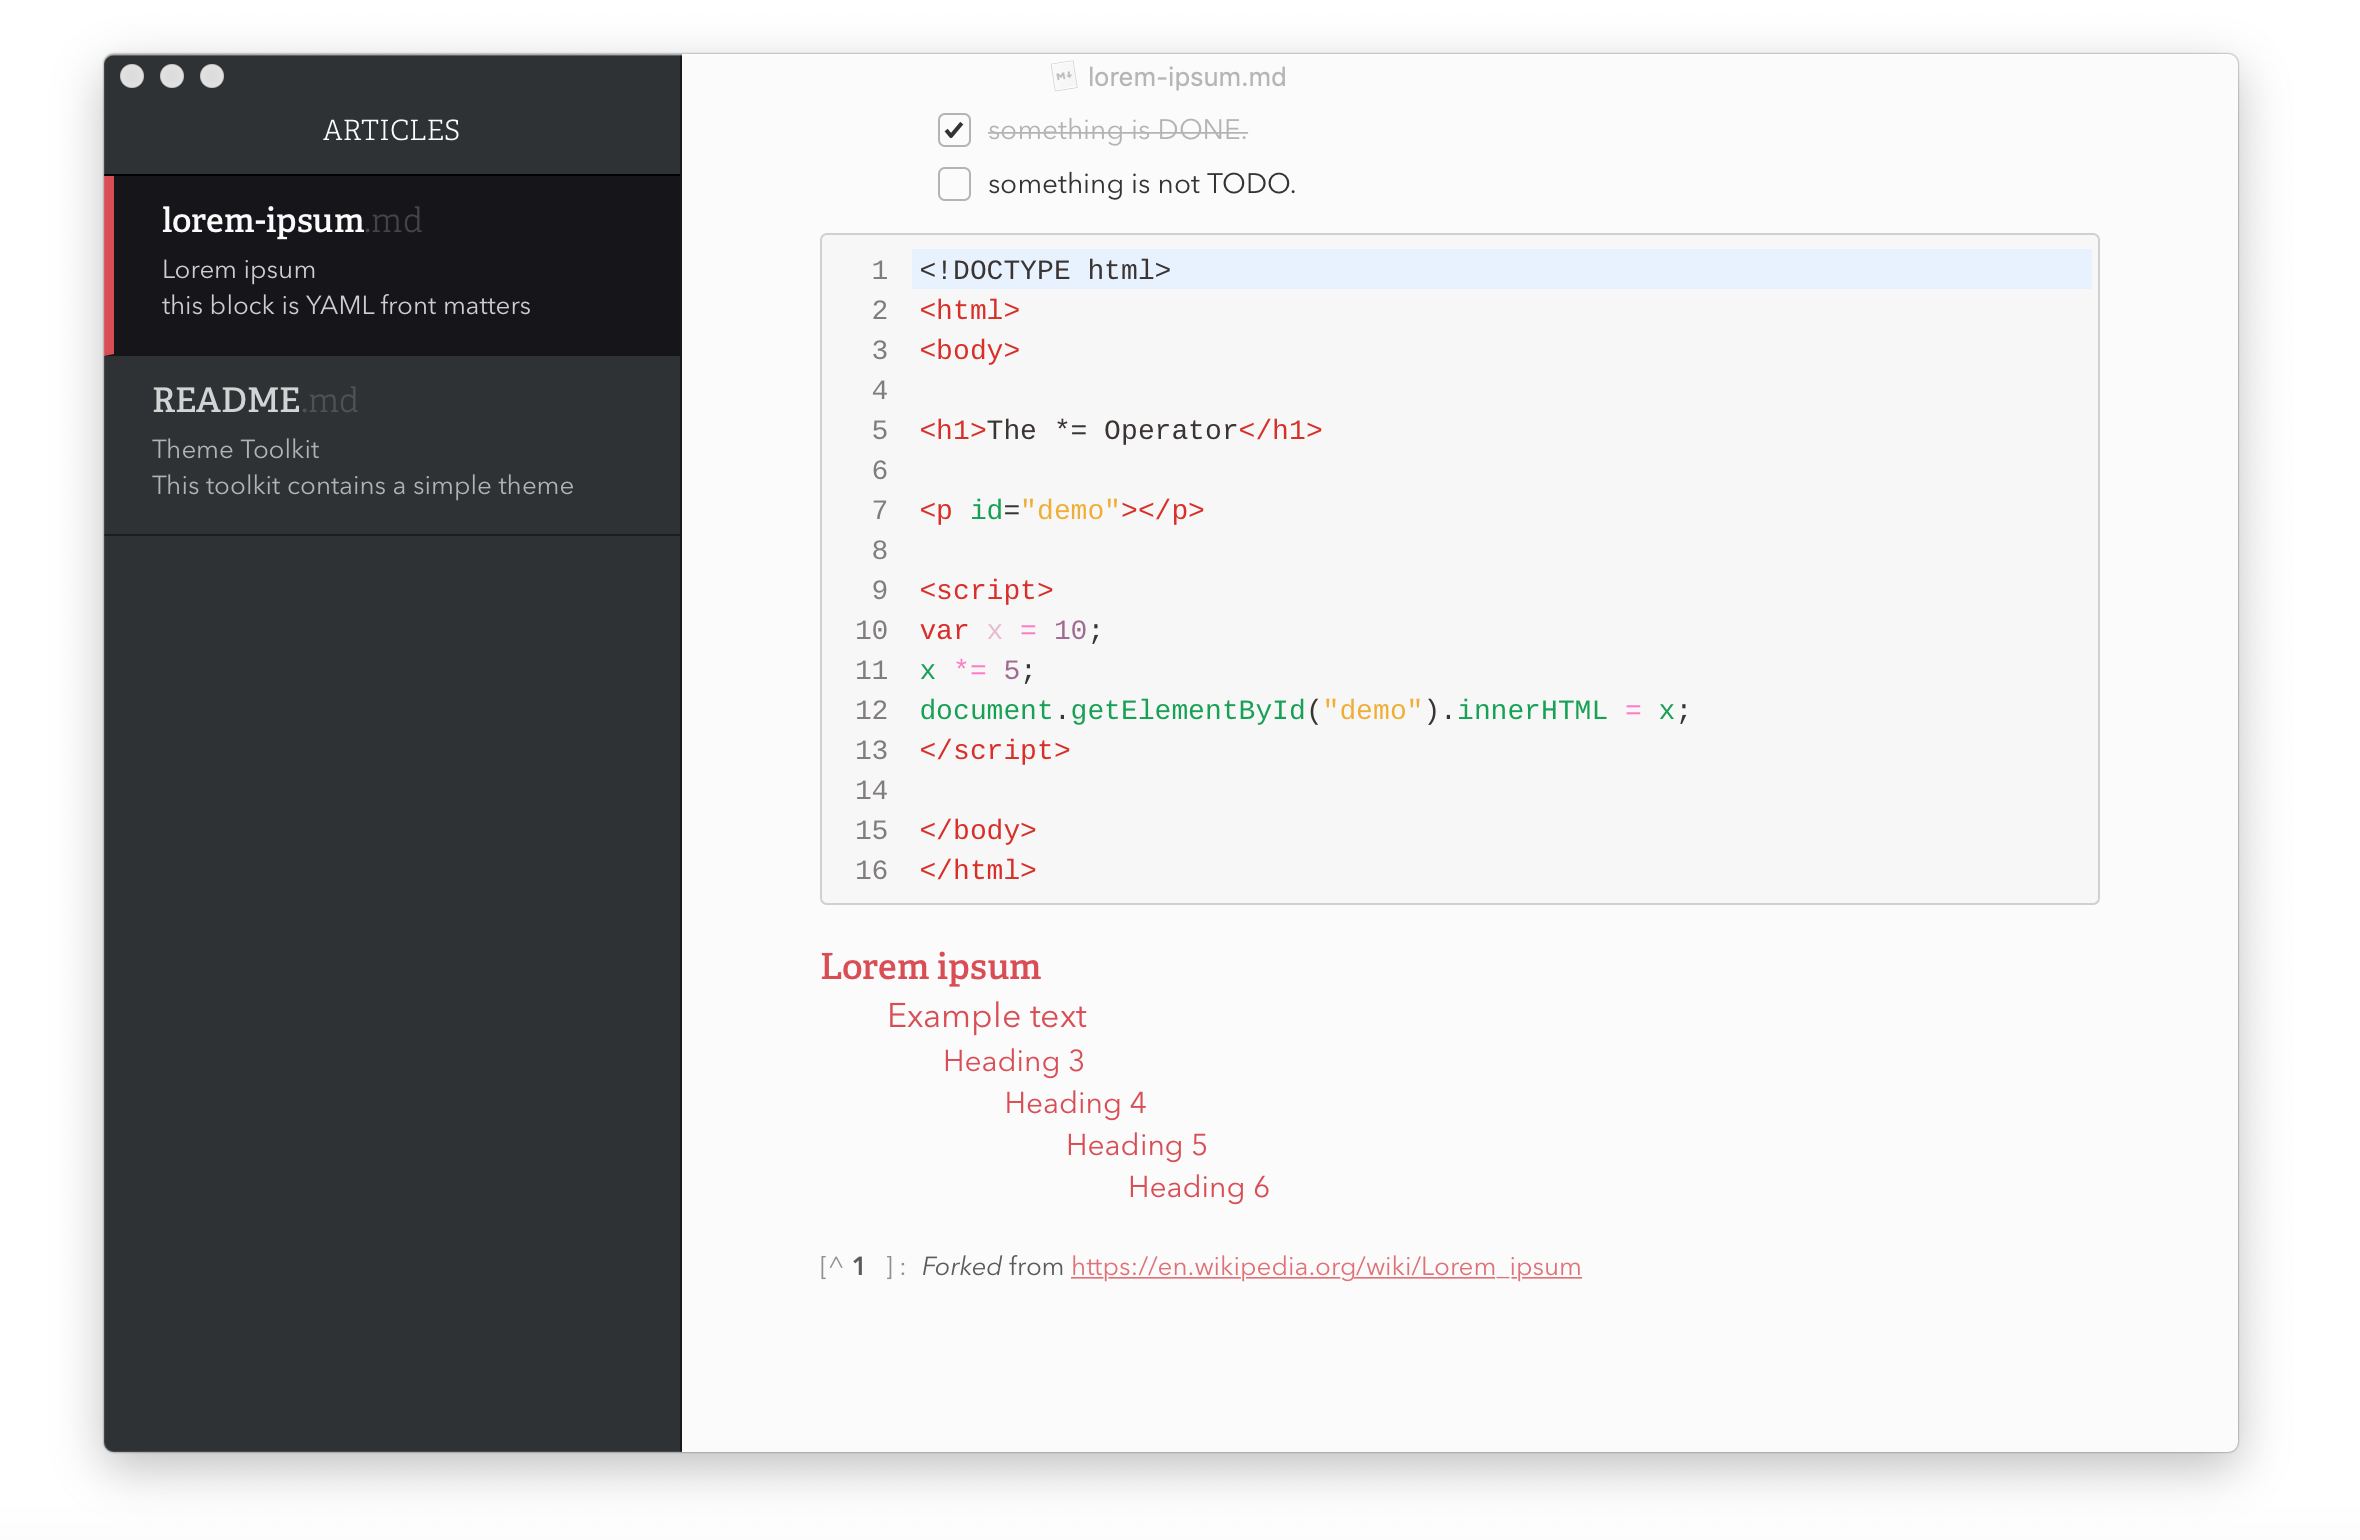 ARTICLES
lorem-ipsum.md
Lorem ipsum
this block is YAML front matters
README.md
Theme Toolkit
This toolkit contains a simple theme
lorem-ipsum.md
something is DONE.
something is not TODO.
1 <!DOCTYPE html>
2 <html>
3 <body>
4
5 <h1>The *= Operator</h1>
6
7 <p id="demo"></p>
8
9 <script>
10 var x = 10;
11 x *= 5;
12 document.getElementById("demo").innerHTML = x;
13 </script>
14
15 </body>
16 </html>
Lorem ipsum
Example text
Heading 3
Heading 4
Heading 5
Heading 6
[^ 1 ]: Forked from https://en.wikipedia.org/wiki/Lorem_ipsum